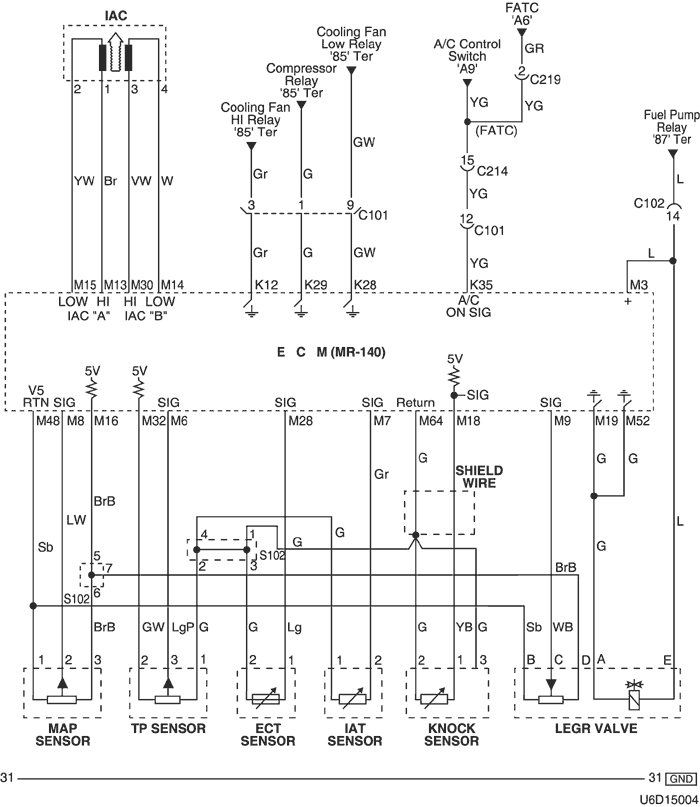 IAC
2 1 3 4
YW Br VW W
M15 M13 M30 M14
LOW HI HI LOW
IAC "A" IAC "B"
Cooling Fan
HI Relay
'85' Ter
Compressor
Relay
'85' Ter
Cooling Fan
Low Relay
'85' Ter
GW
Gr G
3 1 9
C101
Gr G GW
K12 K29 K28
A/C Control
Switch
'A9'
FATC
'A6'
GR
2 C219
YG YG
(FATC)
15
C214
YG
12
C101
YG
K35
A/C
ON SIG
Fuel Pump
Relay
'87' Ter
L
C102
14
L
M3
+
E C M (MR-140)
V5
RTN SIG
5V
5V
SIG
SIG
SIG
Return
5V
SIG
SIG
M48 M8 M16 M32 M6 M28 M7 M64 M18 M9 M19 M52
G G G
Gr
SHIELD
WIRE
BrB
LW
Sb
L
4 1
G
G
S102
2 3
G
5
7
6
S102
BrB
BrB GW LgP G G Lg G YB G Sb WB
1 2 3
2 3 1
2 1
1 2
2 1 3
B C D A E
MAP
SENSOR
TP SENSOR
ECT
SENSOR
IAT
SENSOR
KNOCK
SENSOR
LEGR VALVE
31 31 GND
U6D15004